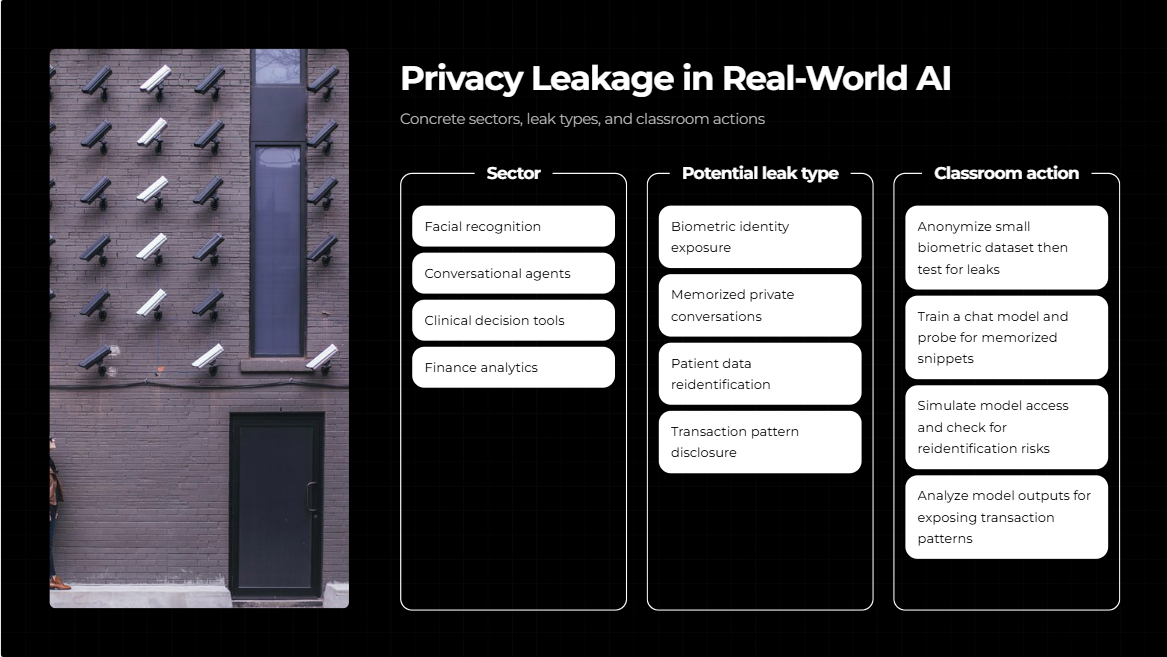 Privacy Leakage in Real-World AI
Concrete sectors, leak types, and classroom actions
Sector
Facial recognition
Conversational agents
Clinical decision tools
Finance analytics
Potential leak type
Biometric identity
exposure
Memorized private
conversations
Patient data
reidentification
Transaction pattern
disclosure
Classroom action
Anonymize small
biometric dataset then
test for leaks
Train a chat model and
probe for memorized
snippets
Simulate model access
and check for
reidentification risks
Analyze model outputs for
exposing transaction
patterns